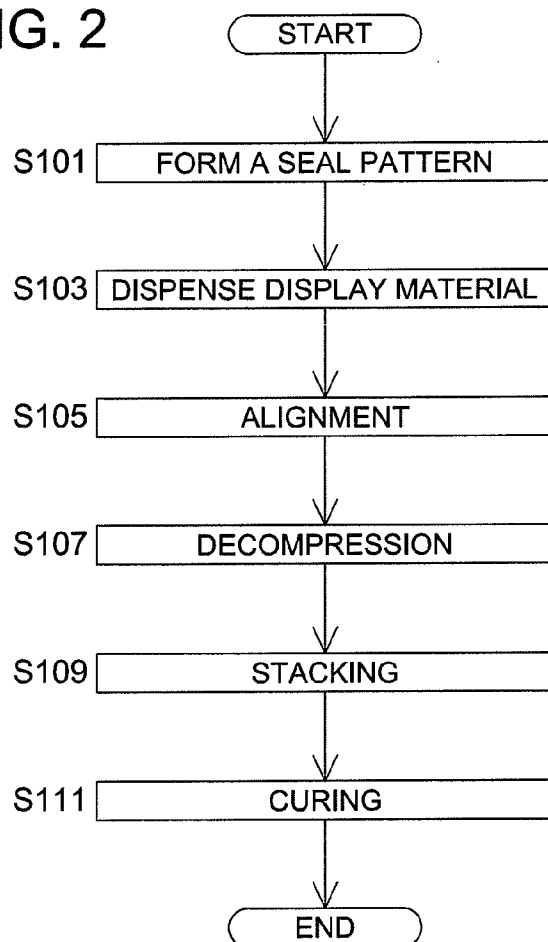 IG. 2
START
S101 FORM A SEAL PATTERN
S103 DISPENSE DISPLAY MATERIAL
S105 ALIGNMENT
S107 DECOMPRESSION
S109 STACKING
S111 CURING
END